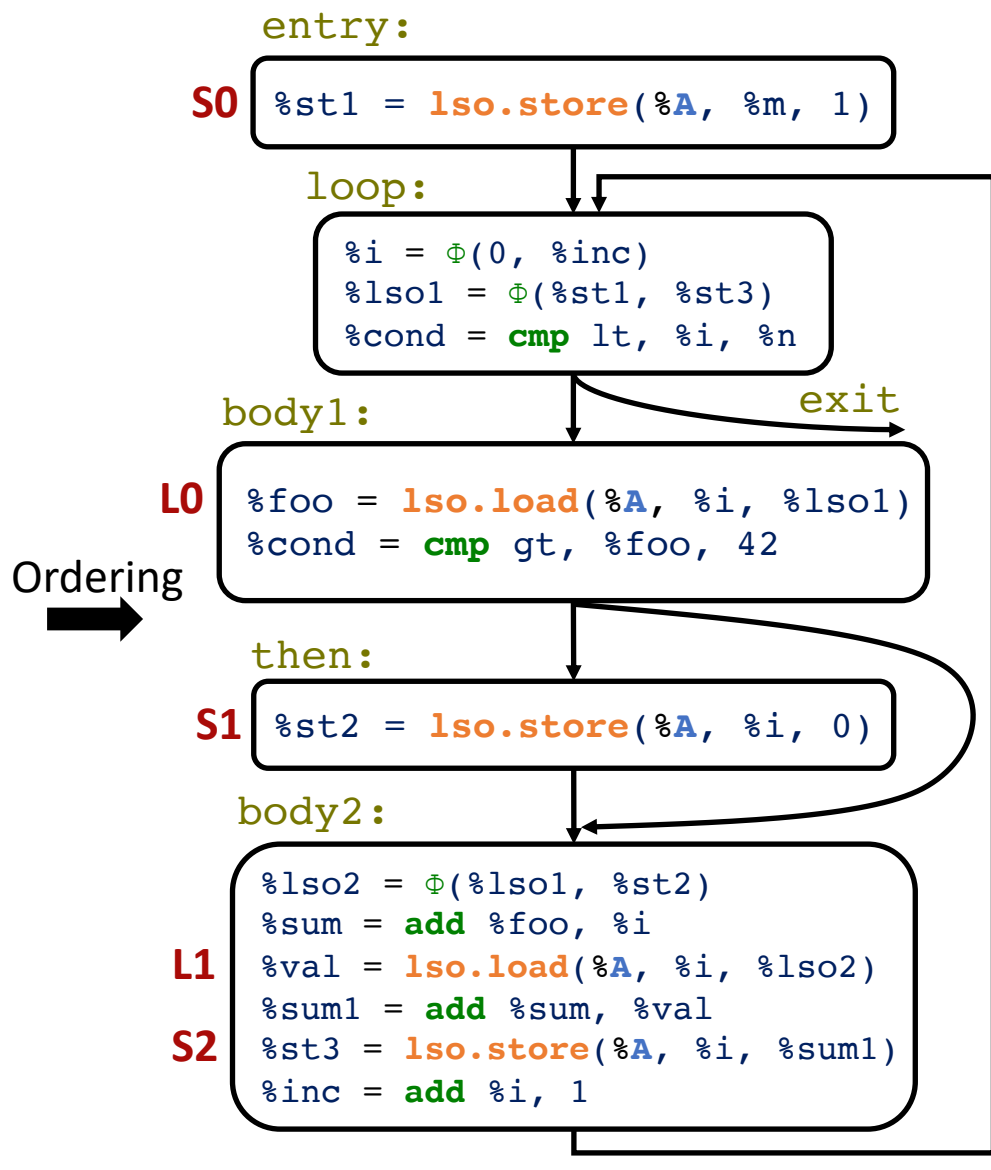 entry:
S0 %st1 = lso.store(%A, %m, 1)
loop:
%i = Φ(0, %inc)
%lso1 = Φ(%st1, %st3)
%cond = cmp lt, %i, %n
exit
body1:
L0 %foo = lso.load(%A, %i, %lso1)
%cond = cmp gt, %foo, 42
Ordering
then:
S1 %st2 = lso.store(%A, %i, 0)
body2:
%lso2 = Φ(%lso1, %st2)
%sum = add %foo, %i
L1 %val = lso.load(%A, %i, %lso2)
%sum1 = add %sum, %val
S2 %st3 = lso.store(%A, %i, %sum1)
%inc = add %i, 1